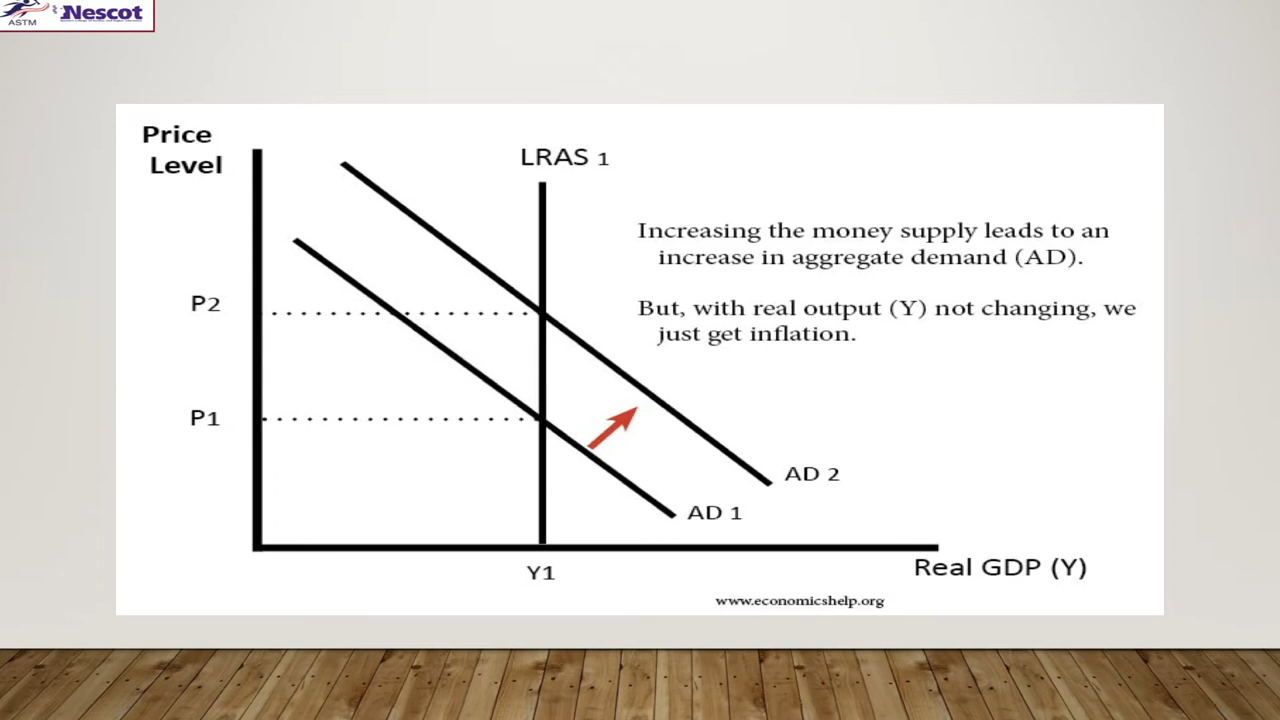 ASTM
Nescot
Price
Level
LRAS 1
Increasing the money supply leads to an
increase in aggregate demand (AD).
But, with real output (Y) not changing, we
just get inflation.
P2
P1
AD 2
AD 1
Y1
Real GDP (Y)
www.economicshelp.org